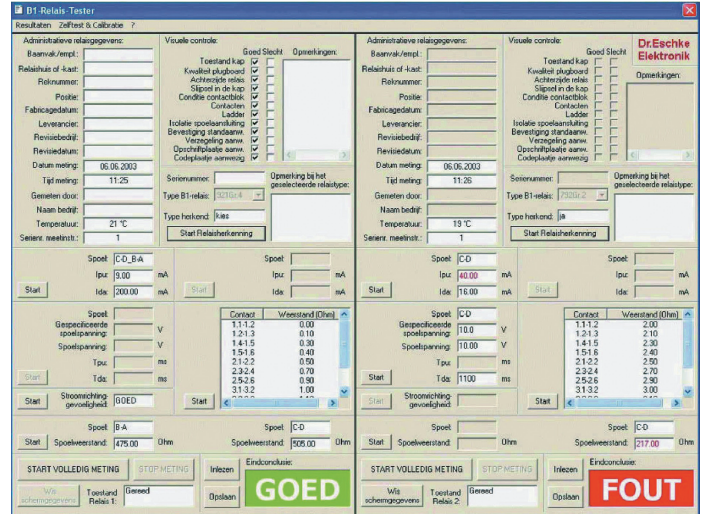 B1-Relais-Tester
Resultaten Zelftest & Calibratie ?
Administratieve relaisgegevens:
Baanvak/empl.:
Relaishuis of -kast:
Reknummer:
Positie:
Fabricagedatum:
Leverancier:
Revisiebedrijf:
Revisiedatum:
Datum meting: 06.06.2003
Tijd meting: 11:25
Gemeten door:
Naam bedrijf:
Temperatuur: 21 °C
Serienr. meetinstr.: 1
Visuele controle:
Goed Slecht Opmerkingen:
Toestand kap
Kwaliteit plugboard
Achterzijde relais
Slijpsel in de kap
Conditie contactblok
Contacten
Ladder
Isolatie spoelaansluiting
Bevestiging standaanw.
Verzegeling aanw.
Opschriftplaatje aanw.
Codeplaatje aanwezig
Serienummer: Opmerking bij het
geselecteerde relaistype:
Type B1-relais:
Type herkend: kies
Start Relaisherkenning
Spoel: C-D_B-A
Ipu: 9.00 mA
Start Ida: 200.00 mA
Spoel:
Ipu: mA
Start Ida: mA
Spoel:
Gespecificeerde
spoelspanning: V
Spoelspanning: V
Tpu: ms
Start Tda: ms
Start Stroomrichting-
gevoeligheid: GOED
Contact Weerstand (Ohm)
1.1-1.2 0.00
1.2-1.3 0.10
1.4-1.5 0.30
1.5-1.6 0.40
2.1-2.2 0.50
2.3-2.4 0.70
2.5-2.6 0.90
3.1-3.2 1.00
Start
Spoel: B-A
Start Spoelweerstand: 475.00 Ohm
Spoel: C-D
Spoelweerstand: 505.00 Ohm
START VOLLEDIG METING STOP METING
Wis
schermgegevens
Toestand
Relais 1: Gereed
Inlezen
Opslaan
Eindconclusie:
GOED
Administratieve relaisgegevens:
Baanvak/empl.:
Relaishuis of -kast:
Reknummer:
Positie:
Fabricagedatum:
Leverancier:
Revisiebedrijf:
Revisiedatum:
Datum meting: 06.06.2003
Tijd meting: 11:26
Gemeten door:
Naam bedrijf:
Temperatuur: 19 °C
Serienr. meetinstr.: 1
Visuele controle:
Goed Slecht
Dr.Eschke
Elektronik
Opmerkingen:
Toestand kap
Kwaliteit plugboard
Achterzijde relais
Slijpsel in de kap
Conditie contactblok
Contacten
Ladder
Isolatie spoelaansluiting
Bevestiging standaanw.
Verzegeling aanw.
Opschriftplaatje aanw.
Codeplaatje aanwezig
Serienummer: Opmerking bij het
geselecteerde relaistype:
Type B1-relais:
Type herkend: ja
Start Relaisherkenning
Spoel: C-D
Ipu: 40.00 mA
Start Ida: 16.00 mA
Spoel:
Ipu: mA
Start Ida: mA
Spoel: C-D
Gespecificeerde
spoelspanning: 10.0 V
Spoelspanning: 10.00 V
Tpu: ms
Start Tda: 1100 ms
Start Stroomrichting-
gevoeligheid:
Contact Weerstand (Ohm)
1.1-1.2 2.00
1.2-1.3 2.10
1.4-1.5 2.30
1.5-1.6 2.40
2.1-2.2 2.50
2.3-2.4 2.70
2.5-2.6 2.90
3.1-3.2 3.00
Start
Spoel:
Start Spoelweerstand: Ohm
Spoel: C-D
Spoelweerstand: 217.00 Ohm
START VOLLEDIG METING STOP METING
Wis
schermgegevens
Toestand
Relais 2: Gereed
Inlezen
Opslaan
Eindconclusie:
FOUT